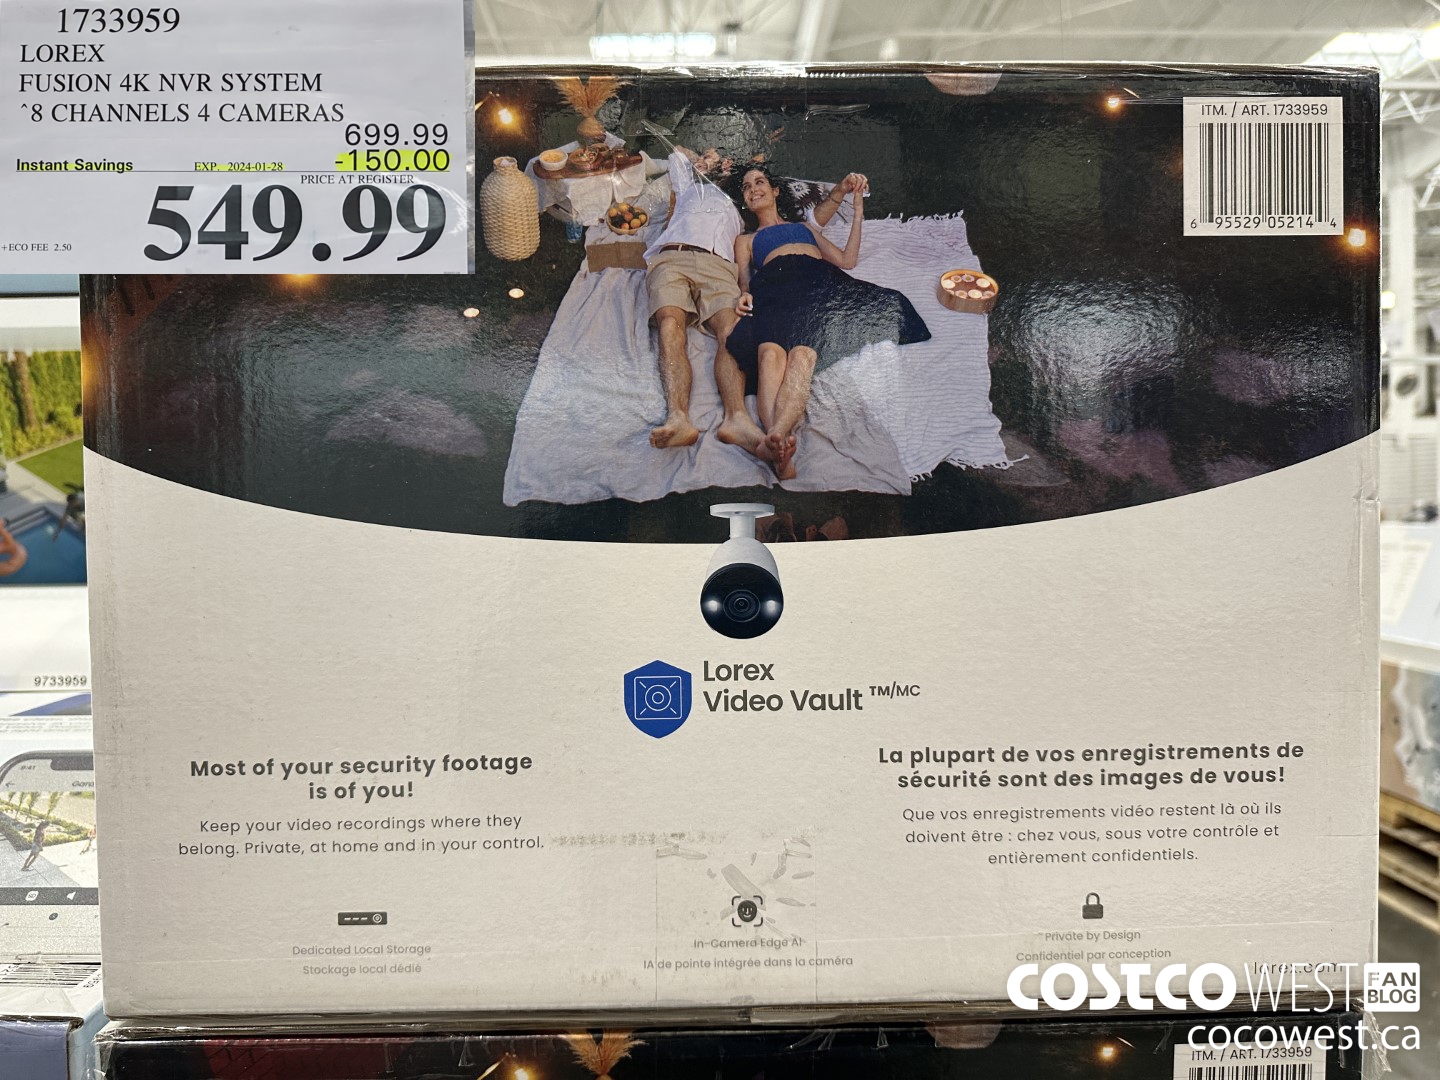 1733959
LOREX
FUSION 4K NVR SYSTEM
^8 CHANNELS 4 CAMERAS
699.99
Instant Savings EXP. 2024-01-28 -150.00
PRICE AT REGISTER
549.99
+ECO FEE 2.50
ITM. / ART. 1733959
6 95529 05214 4
9733959
Lorex
Video Vault ™/MC
Most of your security footage
is of you!
Keep your video recordings where they
belong. Private, at home and in your control.
La plupart de vos enregistrements de
sécurité sont des images de vous!
Que vos enregistrements vidéo restent là où ils
doivent être : chez vous, sous votre contrôle et
entièrement confidentiels.
Dedicated Local Storage
Stockage local dédié
In-Camera Edge AI
IA de pointe intégrée dans la caméra
Private by Design
Confidentiel par conception
lorex.com
COSTCO WEST FAN BLOG
cocowest.ca
ITM. / ART. 1733959